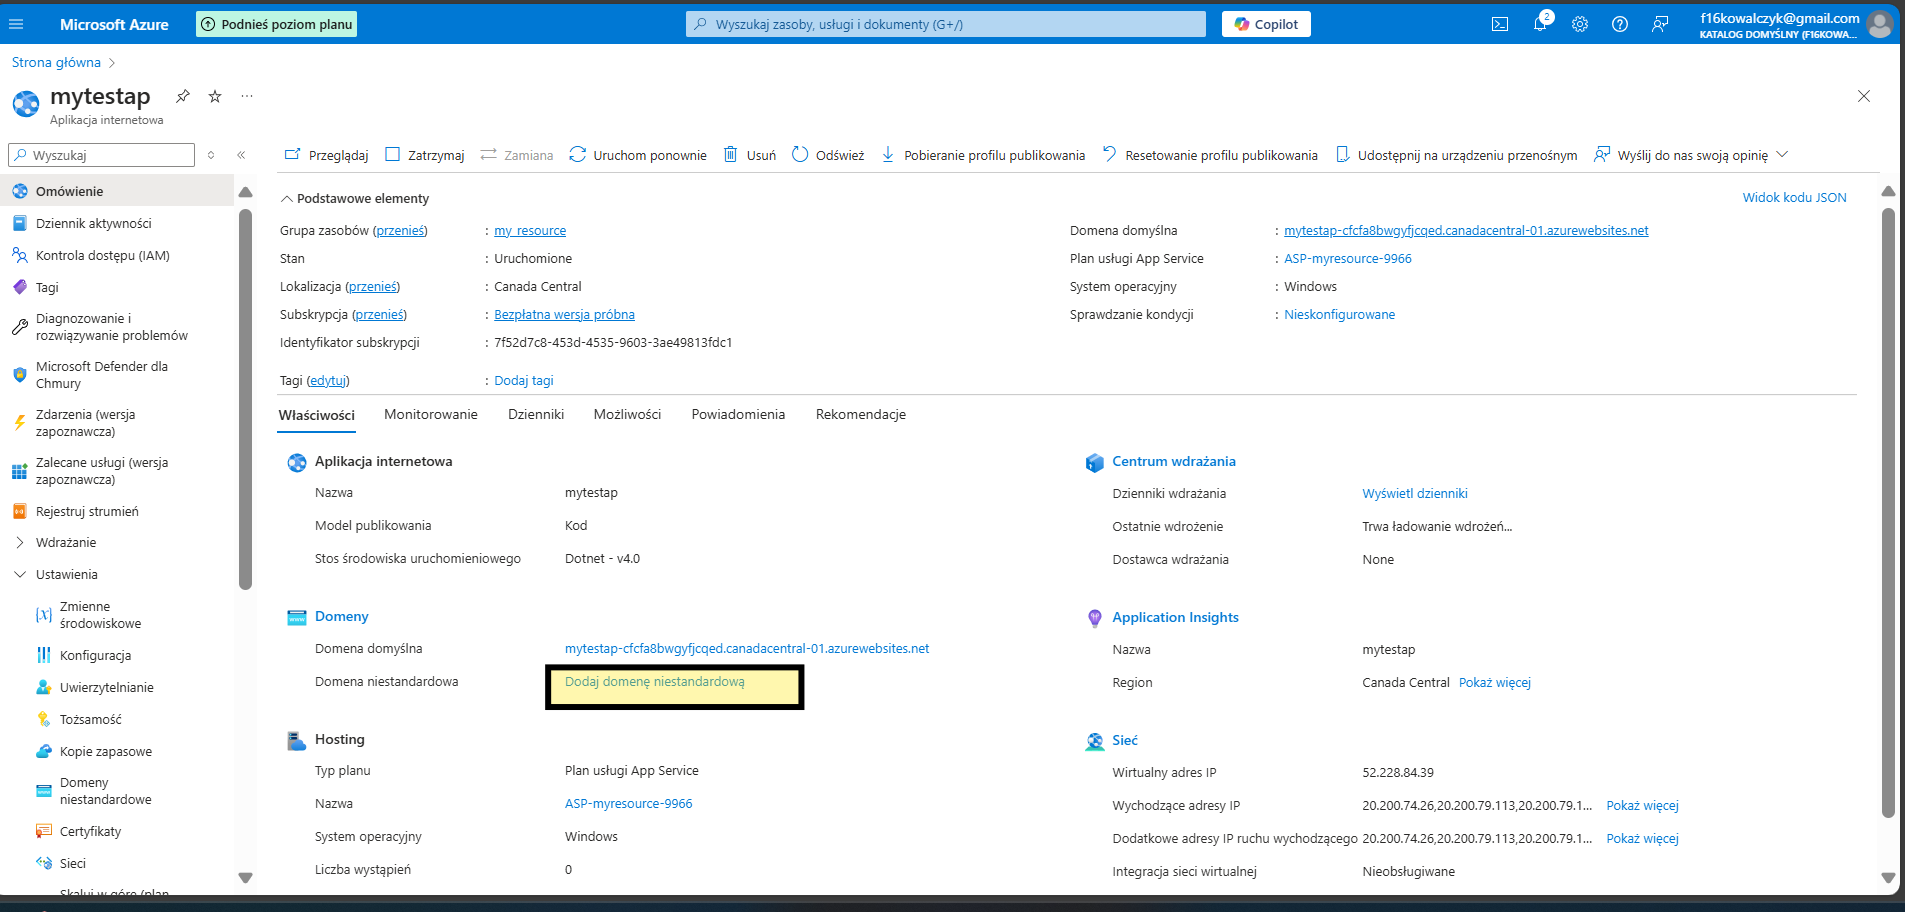 Microsoft Azure
Podnieś poziom planu
Wyszukaj zasoby, usługi i dokumenty (G+/)
Copilot
2
f16kowalczyk@gmail.com
KATALOG DOMYŚLNY (F16KOWA...
Strona główna
mytestap
Aplikacja internetowa
Wyszukaj
Przeglądaj
Zatrzymaj
Zamiana
Uruchom ponownie
Usuń
Odśwież
Pobieranie profilu publikowania
Resetowanie profilu publikowania
Udostępnij na urządzeniu przenośnym
Wyślij do nas swoją opinię
Omówienie
Dziennik aktywności
Kontrola dostępu (IAM)
Tagi
Diagnozowanie i
rozwiązywanie problemów
Microsoft Defender dla
Chmury
Zdarzenia (wersja
zapoznawcza)
Zalecane usługi (wersja
zapoznawcza)
Rejestruj strumień
Wdrażanie
Ustawienia
Zmienne
środowiskowe
Konfiguracja
Uwierzytelnianie
Tożsamość
Kopie zapasowe
Domeny
niestandardowe
Certyfikaty
Sieci
Skaluj w górę (plan
Podstawowe elementy
Widok kodu JSON
Grupa zasobów (przenieś) : my_resource
Stan : Uruchomione
Lokalizacja (przenieś) : Canada Central
Subskrypcja (przenieś) : Bezpłatna wersja próbna
Identyfikator subskrypcji : 7f52d7c8-453d-4535-9603-3ae49813fdc1
Tagi (edytuj) : Dodaj tagi
Domena domyślna : mytestap-cfcfa8bwgyfjcqed.canadacentral-01.azurewebsites.net
Plan usługi App Service : ASP-myresource-9966
System operacyjny : Windows
Sprawdzanie kondycji : Nieskonfigurowane
Właściwości
Monitorowanie
Dzienniki
Możliwości
Powiadomienia
Rekomendacje
Aplikacja internetowa
Nazwa mytestap
Model publikowania Kod
Stos środowiska uruchomieniowego Dotnet - v4.0
Domeny
Domena domyślna mytestap-cfcfa8bwgyfjcqed.canadacentral-01.azurewebsites.net
Domena niestandardowa Dodaj domenę niestandardową
Hosting
Typ planu Plan usługi App Service
Nazwa ASP-myresource-9966
System operacyjny Windows
Liczba wystąpień 0
Centrum wdrażania
Dzienniki wdrażania Wyświetl dzienniki
Ostatnie wdrożenie Trwa ładowanie wdrożeń...
Dostawca wdrażania None
Application Insights
Nazwa mytestap
Region Canada Central Pokaż więcej
Sieć
Wirtualny adres IP 52.228.84.39
Wychodzące adresy IP 20.200.74.26,20.200.79.113,20.200.79.1... Pokaż więcej
Dodatkowe adresy IP ruchu wychodzącego 20.200.74.26,20.200.79.113,20.200.79.1... Pokaż więcej
Integracja sieci wirtualnej Nieobsługiwane